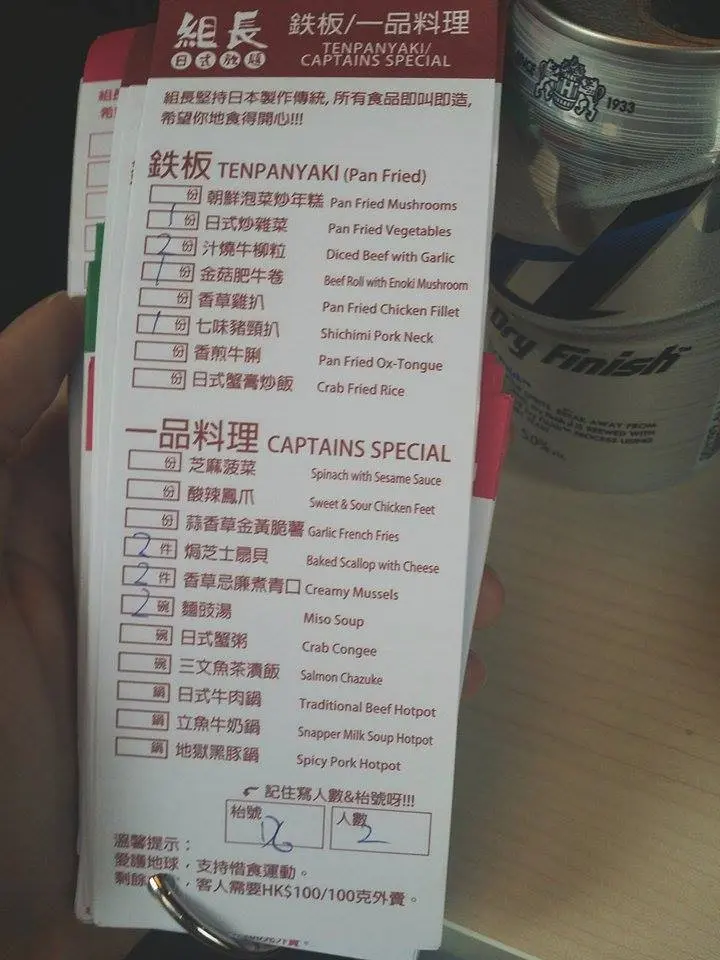 組長
日式放題
鉄板/一品料理
TENPANYAKI/
CAPTAINS SPECIAL
組長堅持日本製作傳統, 所有食品即叫即造,
希望你地食得開心!!!
鉄板 TENPANYAKI (Pan Fried)
份 朝鮮泡菜炒年糕 Pan Fried Mushrooms
1 份 日式炒雜菜 Pan Fried Vegetables
2 份 汁燒牛柳粒 Diced Beef with Garlic
1 份 金菇肥牛卷 Beef Roll with Enoki Mushroom
份 香草雞扒 Pan Fried Chicken Fillet
1 份 七味豬頸扒 Shichimi Pork Neck
份 香煎牛脷 Pan Fried Ox-Tongue
份 日式蟹膏炒飯 Crab Fried Rice
一品料理 CAPTAINS SPECIAL
份 芝麻菠菜 Spinach with Sesame Sauce
份 酸辣鳳爪 Sweet & Sour Chicken Feet
份 蒜香草金黃脆薯 Garlic French Fries
2 件 焗芝士扇貝 Baked Scallop with Cheese
2 件 香草忌廉煮青口 Creamy Mussels
2 碗 麵豉湯 Miso Soup
碗 日式蟹粥 Crab Congee
碗 三文魚茶漬飯 Salmon Chazuke
鍋 日式牛肉鍋 Traditional Beef Hotpot
鍋 立魚牛奶鍋 Snapper Milk Soup Hotpot
鍋 地獄黑豚鍋 Spicy Pork Hotpot
記住寫人數&枱號呀!!!
枱號 D6 人數 2
溫馨提示：
愛護地球，支持惜食運動。
剩餘 ，客人需要HK$100/100克外賣。
SINCE 1933
H
Dry Finish